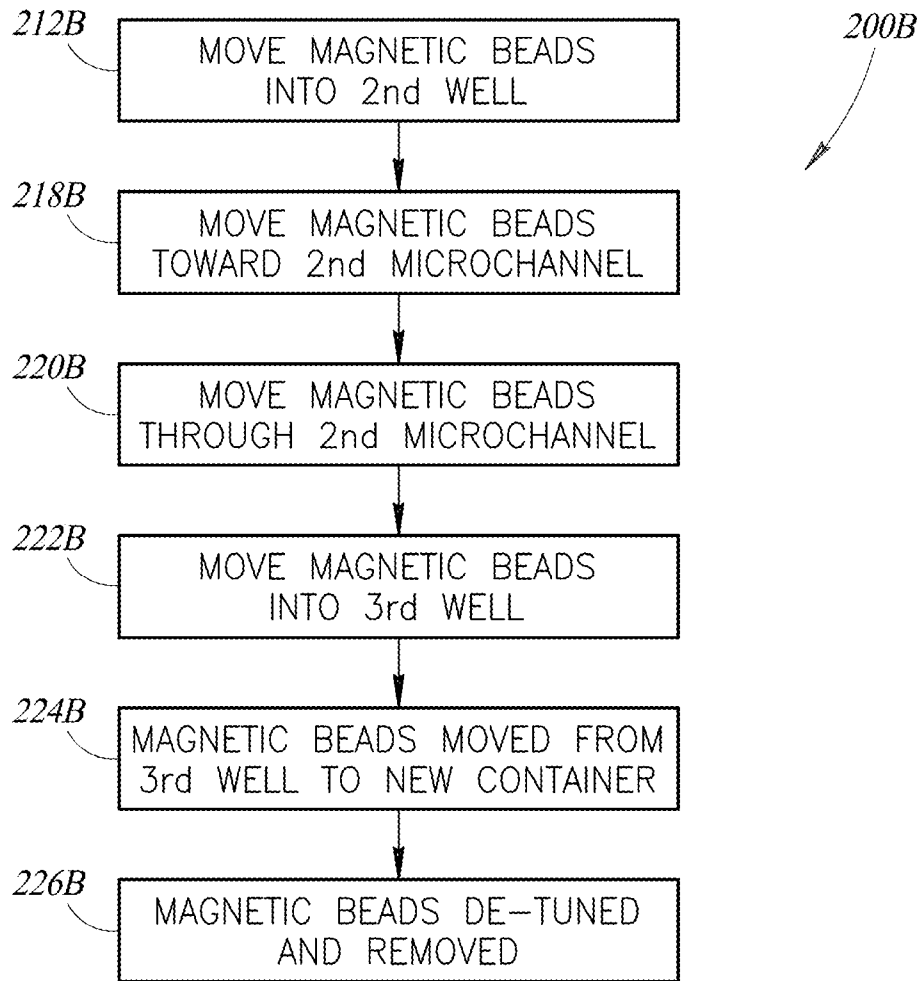 212B
200B
MOVE MAGNETIC BEADS
INTO 2nd WELL
218B
MOVE MAGNETIC BEADS
TOWARD 2nd MICROCHANNEL
220B
MOVE MAGNETIC BEADS
THROUGH 2nd MICROCHANNEL
222B
MOVE MAGNETIC BEADS
INTO 3rd WELL
224B
MAGNETIC BEADS MOVED FROM
3rd WELL TO NEW CONTAINER
226B
MAGNETIC BEADS DE-TUNED
AND REMOVED